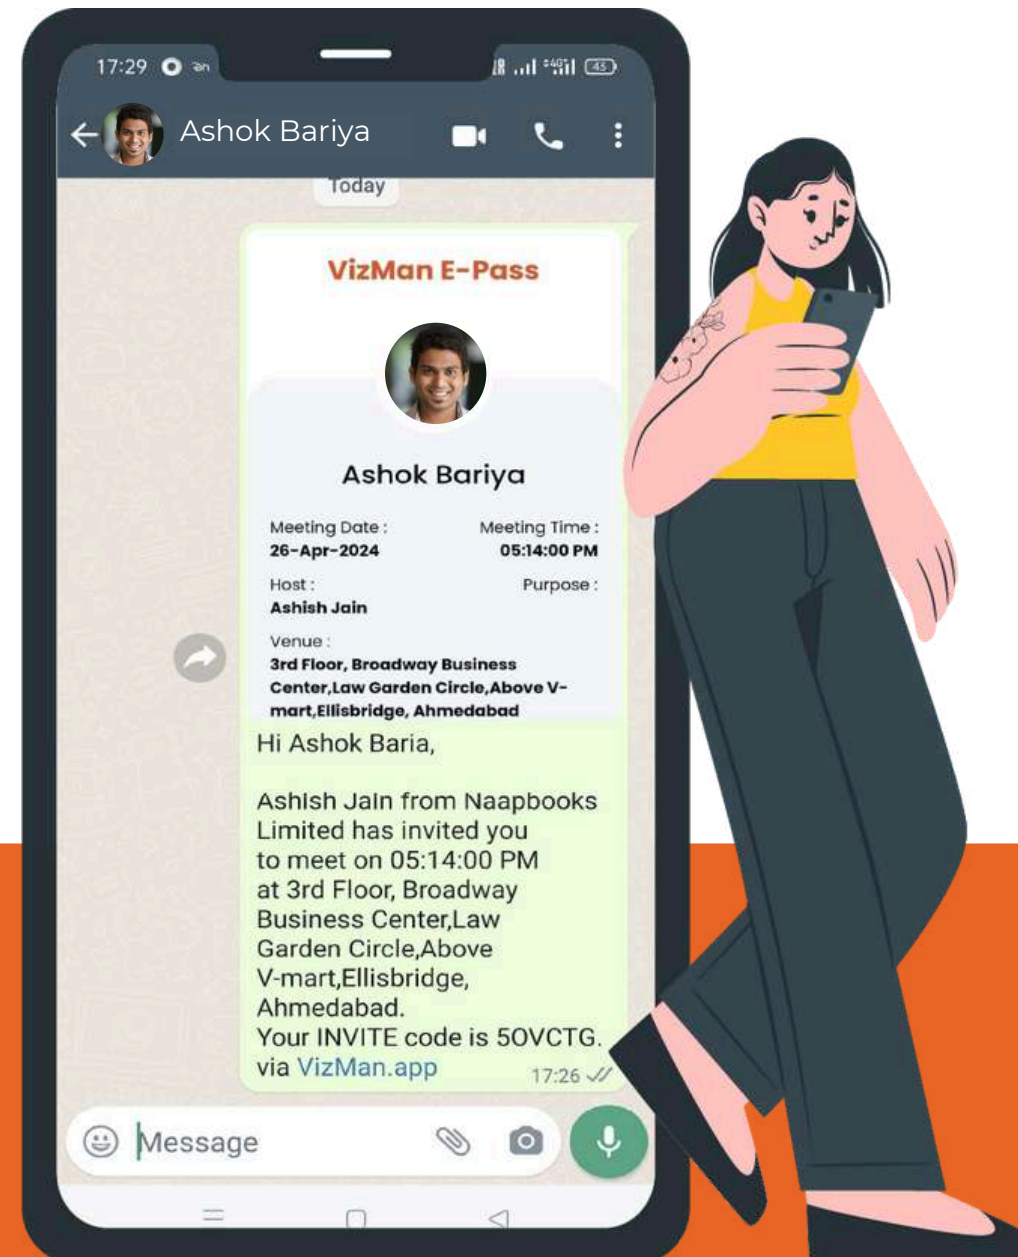 17:29
Ashok Bariya
Today
VizMan E-Pass
Ashok Bariya
Meeting Date : Meeting Time :
26-Apr-2024 05:14:00 PM
Host : Purpose :
Ashish Jain
Venue :
3rd Floor, Broadway Business
Center,Law Garden Circle,Above V-
mart,Ellisbridge, Ahmedabad
Hi Ashok Baria,
Ashish Jain from Naapbooks
Limited has invited you
to meet on 05:14:00 PM
at 3rd Floor, Broadway
Business Center,Law
Garden Circle,Above
V-mart,Ellisbridge,
Ahmedabad.
Your INVITE code is 5OVCTG.
via VizMan.app
17:26
Message